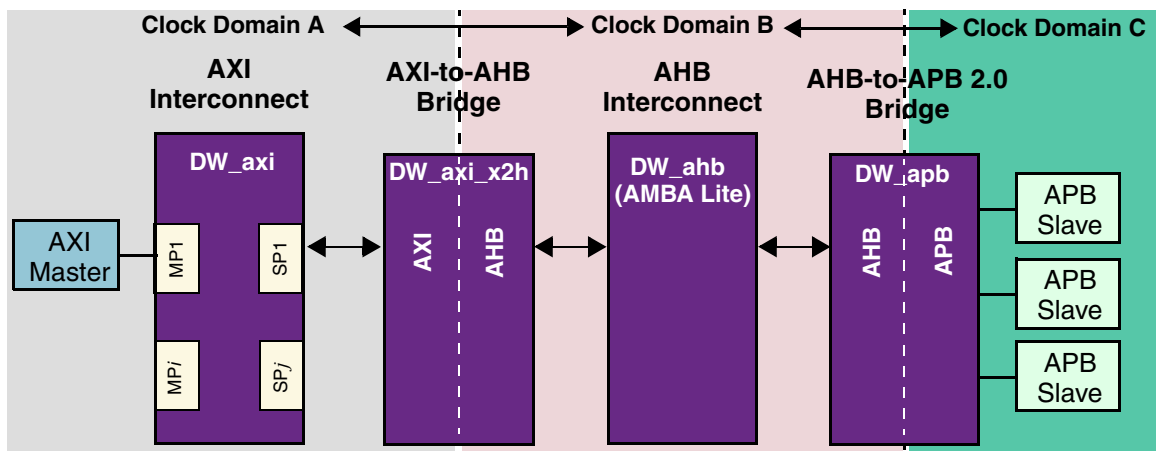 Clock Domain A
Clock Domain B
Clock Domain C
AXI
Interconnect
AXI-to-AHB
Bridge
AHB
Interconnect
AHB-to-APB 2.0
Bridge
DW_axi
DW_axi_x2h
DW_ahb
(AMBA Lite)
DW_apb
AXI
Master
MP1
SP1
MPi
SPj
AXI
AHB
AHB
APB
APB
Slave
APB
Slave
APB
Slave